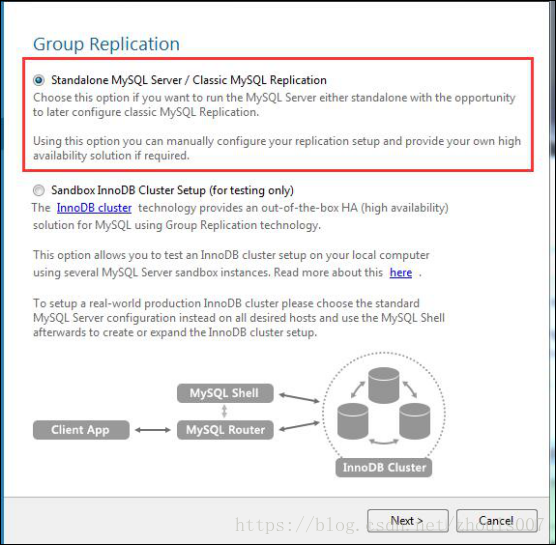 Group Replication
Standalone MySQL Server / Classic MySQL Replication
Choose this option if you want to run the MySQL Server either standalone with the opportunity
to later configure classic MySQL Replication.
Using this option you can manually configure your replication setup and provide your own high
availability solution if required.
Sandbox InnoDB Cluster Setup (for testing only)
The InnoDB cluster technology provides an out-of-the-box HA (high availability)
solution for MySQL using Group Replication technology.
This option allows you to test an InnoDB cluster setup on your local computer
using several MySQL Server sandbox instances. Read more about this here .
To setup a real-world production InnoDB cluster please choose the standard
MySQL Server configuration instead on all desired hosts and use the MySQL Shell
afterwards to create or expand the InnoDB cluster setup.
MySQL Shell
Client App
MySQL Router
InnoDB Cluster
Next >
Cancel